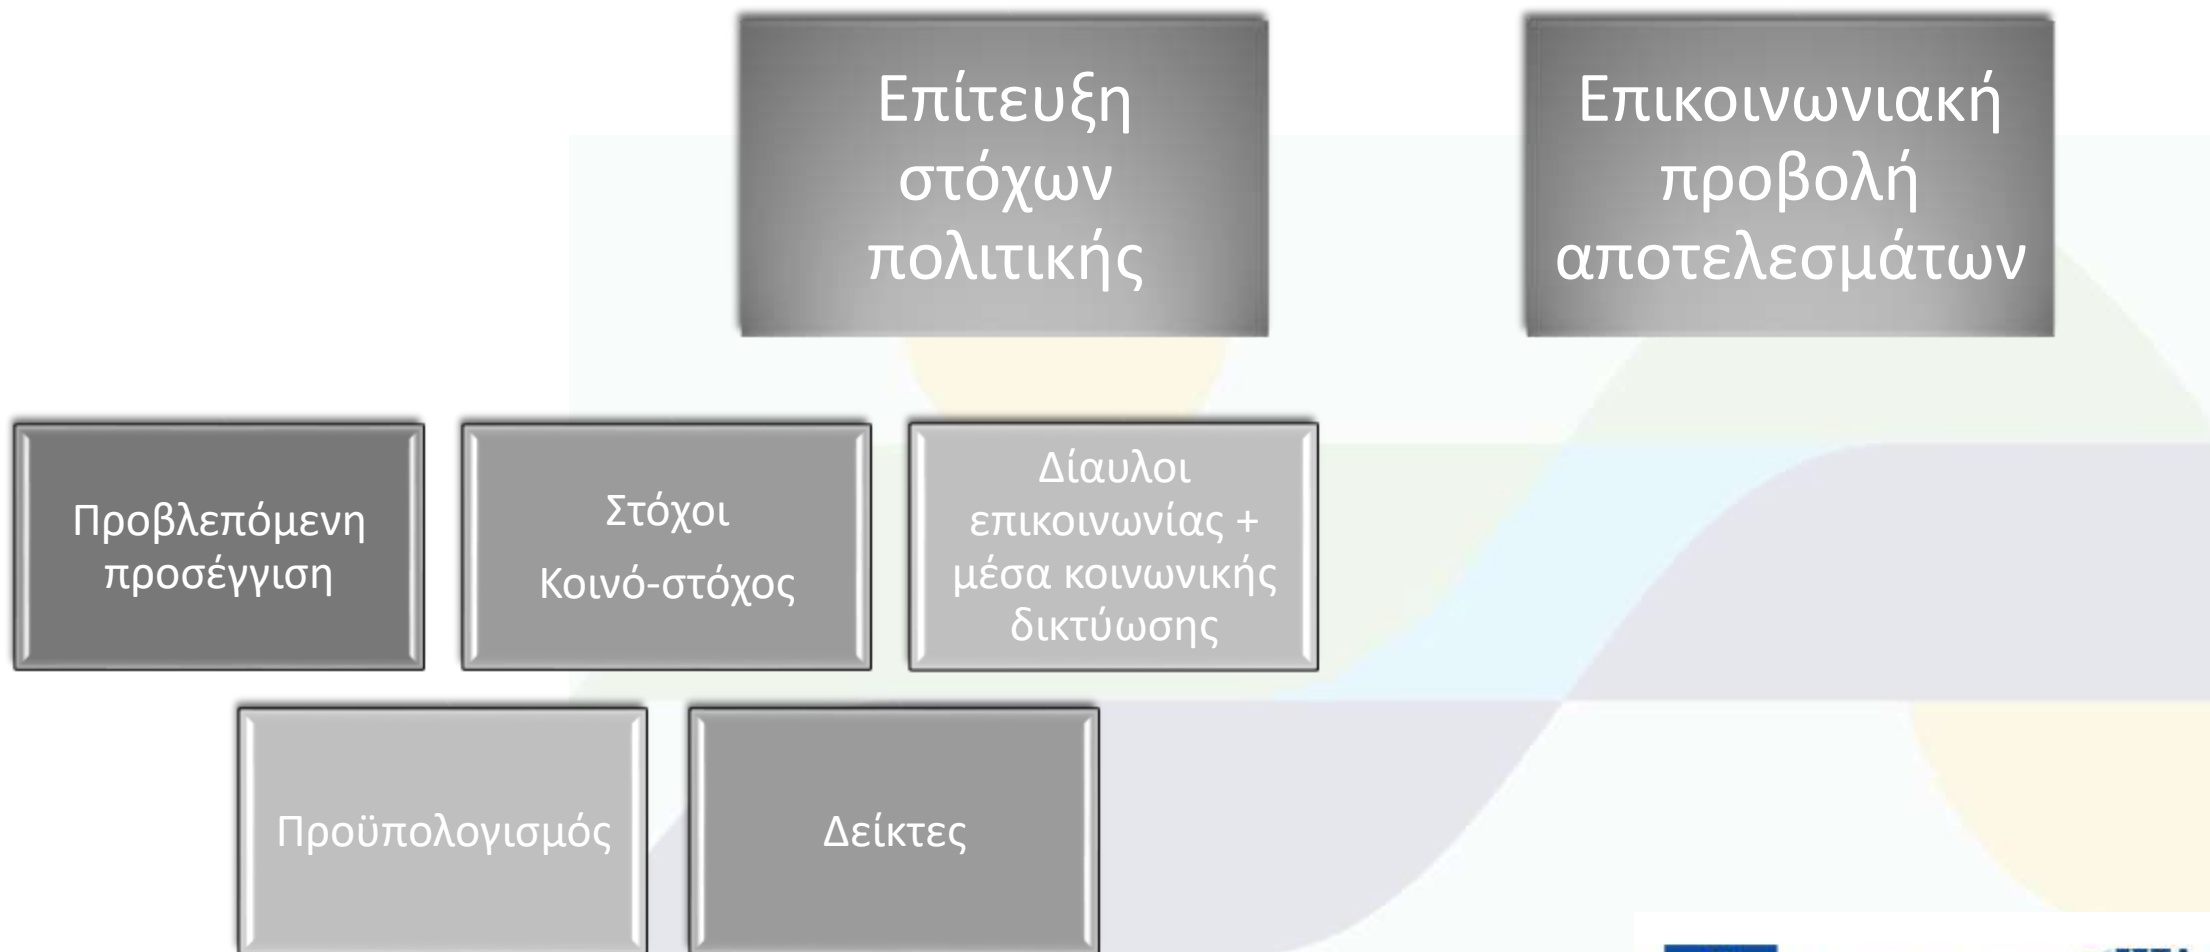 Επίτευξη
στόχων
πολιτικής
Επικοινωνιακή
προβολή
αποτελεσμάτων
Προβλεπόμενη
προσέγγιση
Στόχοι
Κοινό-στόχος
Δίαυλοι
επικοινωνίας +
μέσα κοινωνικής
δικτύωσης
Προϋπολογισμός
Δείκτες